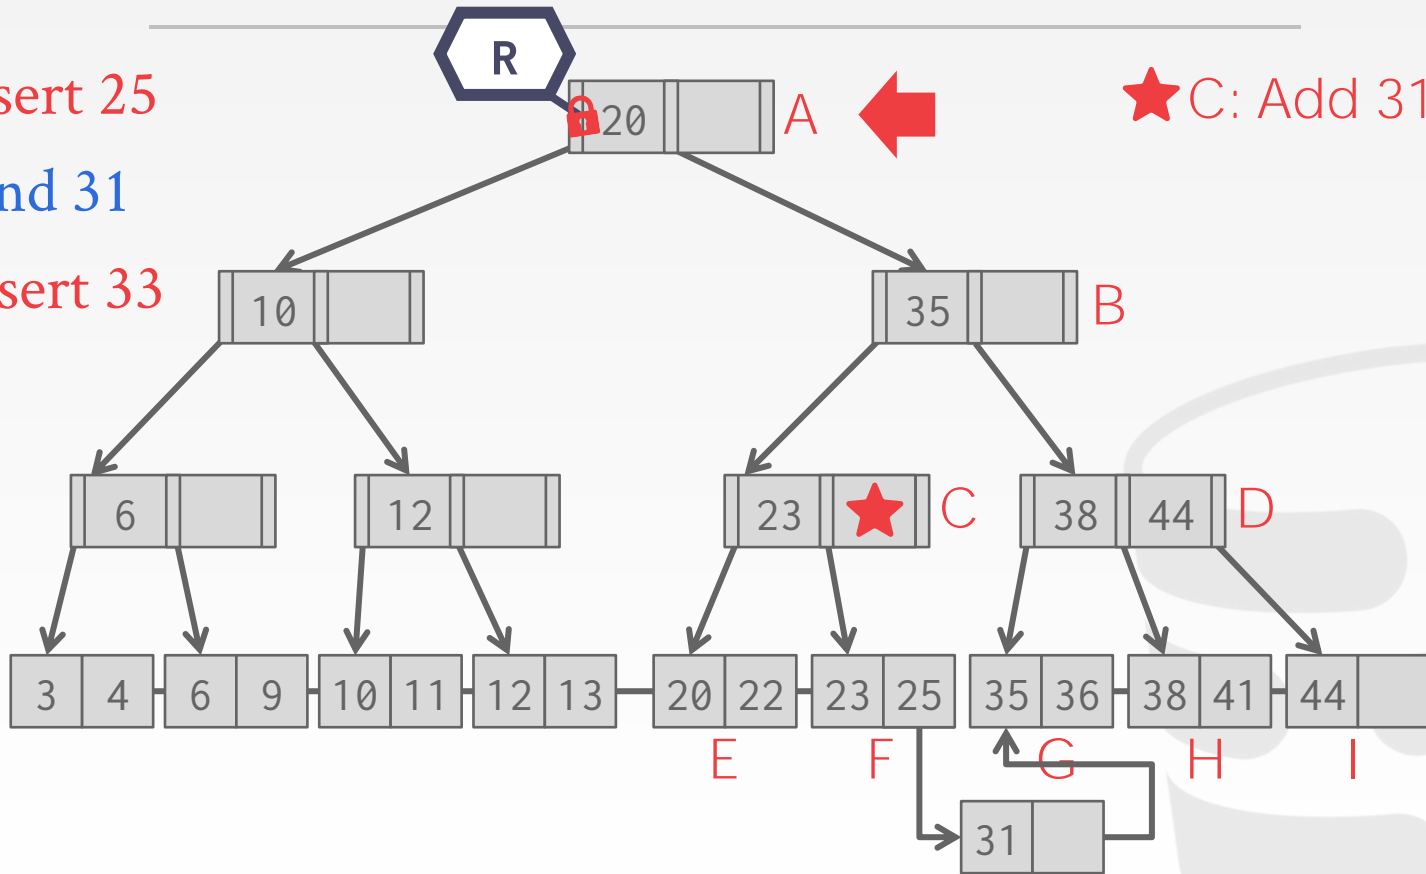 R
sert 25
20 A
C: Add 31
nd 31
sert 33
10
35 B
6
12
23 C
38 44 D
3 4 6 9 10 11 12 13 20 22 23 25 35 36 38 41 44
E F G H I
31